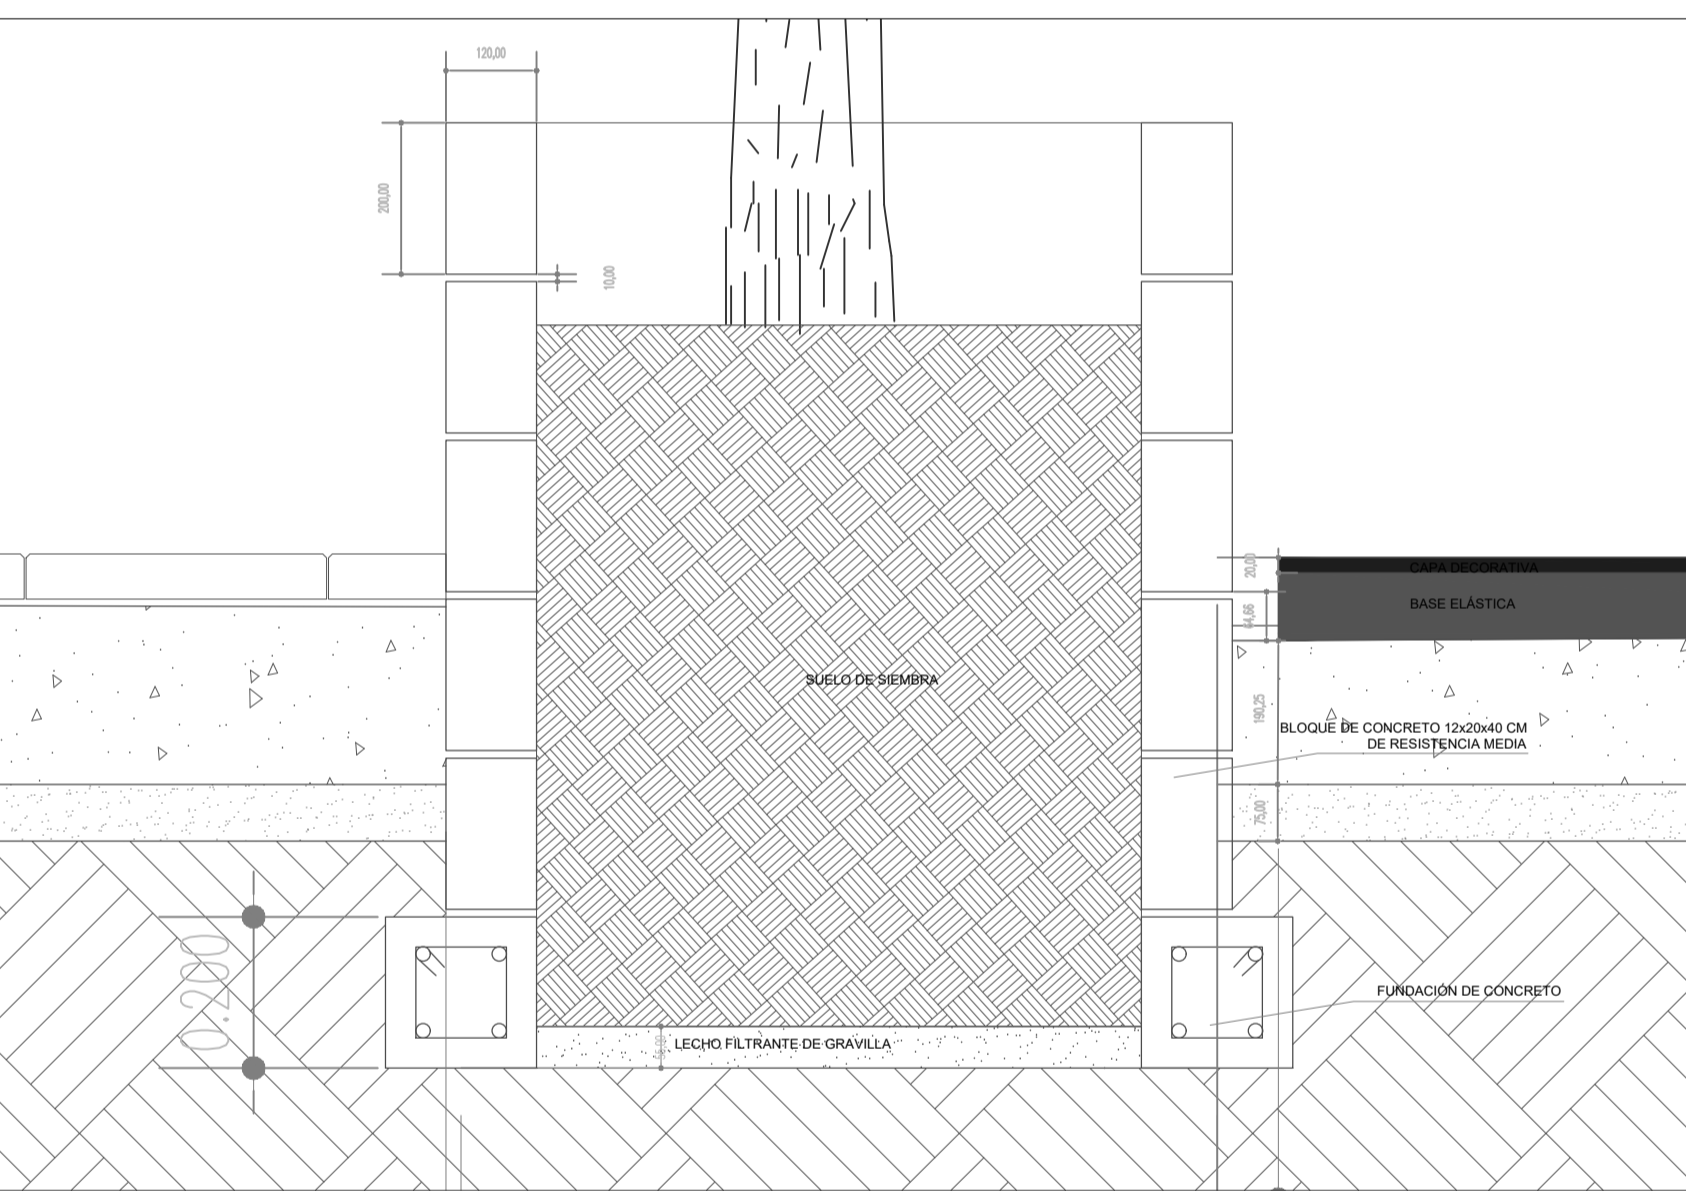 120,00
200,00
10,00
20,00
CAPA DECORATIVA
BASE ELÁSTICA
64,66
SUELO DE SIEMBRA
190,25
BLOQUE DE CONCRETO 12x20x40 CM
DE RESISTENCIA MEDIA
75,00
0.200
FUNDACIÓN DE CONCRETO
LECHO FILTRANTE DE GRAVILLA